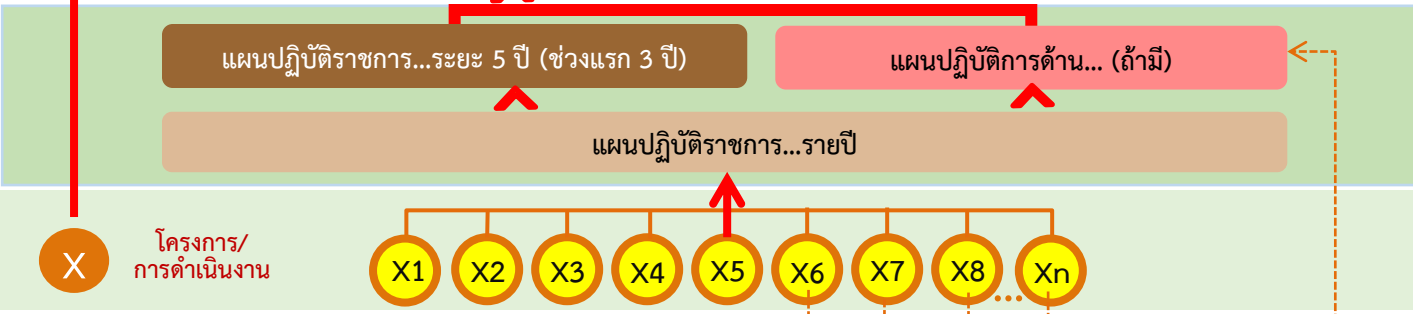 แผนปฏิบัติราชการ...ระยะ 5 ปี (ช่วงแรก 3 ปี)
แผนปฏิบัติการด้าน... (ถ้ามี)
แผนปฏิบัติราชการ...รายปี
X
โครงการ/
การดำเนินงาน
X1 X2 X3 X4 X5 X6 X7 X8 ... Xn